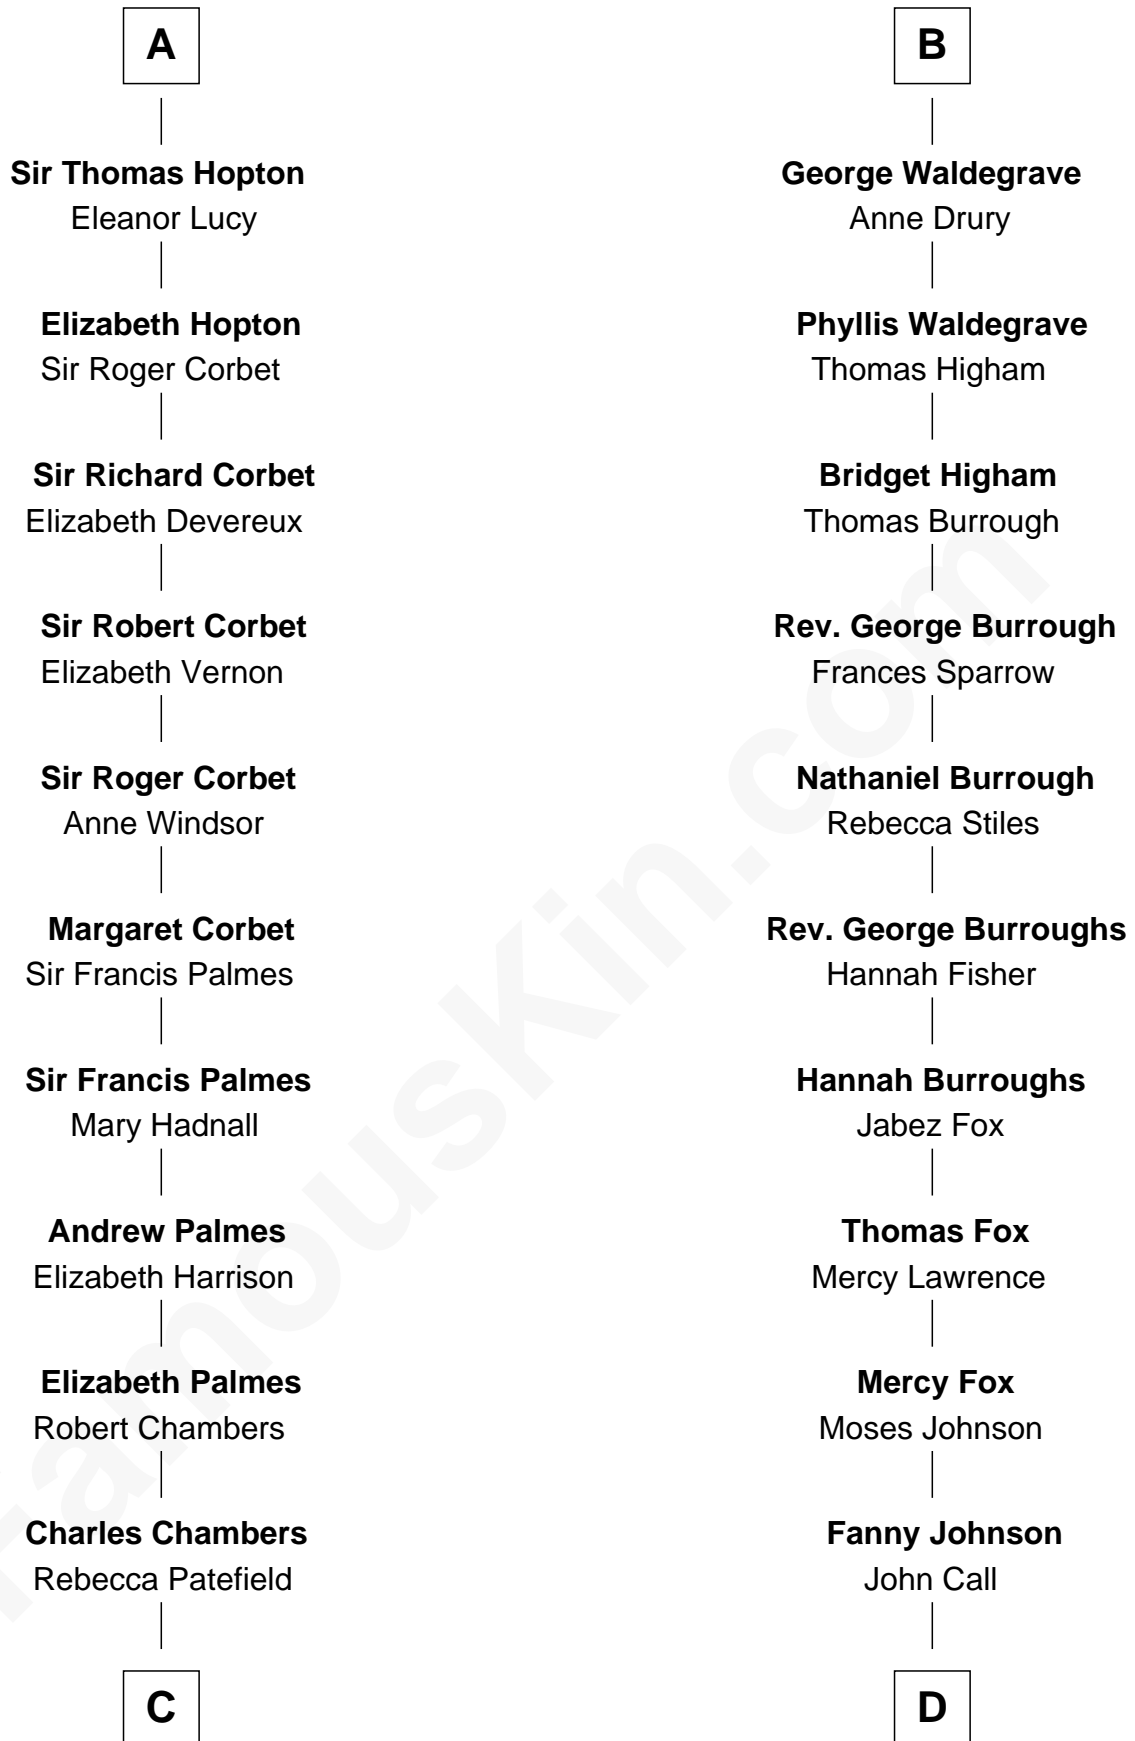 A
Sir Thomas Hopton
Eleanor Lucy
Elizabeth Hopton
Sir Roger Corbet
Sir Richard Corbet
Elizabeth Devereux
Sir Robert Corbet
Elizabeth Vernon
Sir Roger Corbet
Anne Windsor
Margaret Corbet
Sir Francis Palmes
Sir Francis Palmes
Mary Hadnall
Andrew Palmes
Elizabeth Harrison
Elizabeth Palmes
Robert Chambers
Charles Chambers
Rebecca Patefield
C
B
George Waldegrave
Anne Drury
Phyllis Waldegrave
Thomas Higham
Bridget Higham
Thomas Burrough
Rev. George Burrough
Frances Sparrow
Nathaniel Burrough
Rebecca Stiles
Rev. George Burroughs
Hannah Fisher
Hannah Burroughs
Jabez Fox
Thomas Fox
Mercy Lawrence
Mercy Fox
Moses Johnson
Fanny Johnson
John Call
D
FamousKin.com